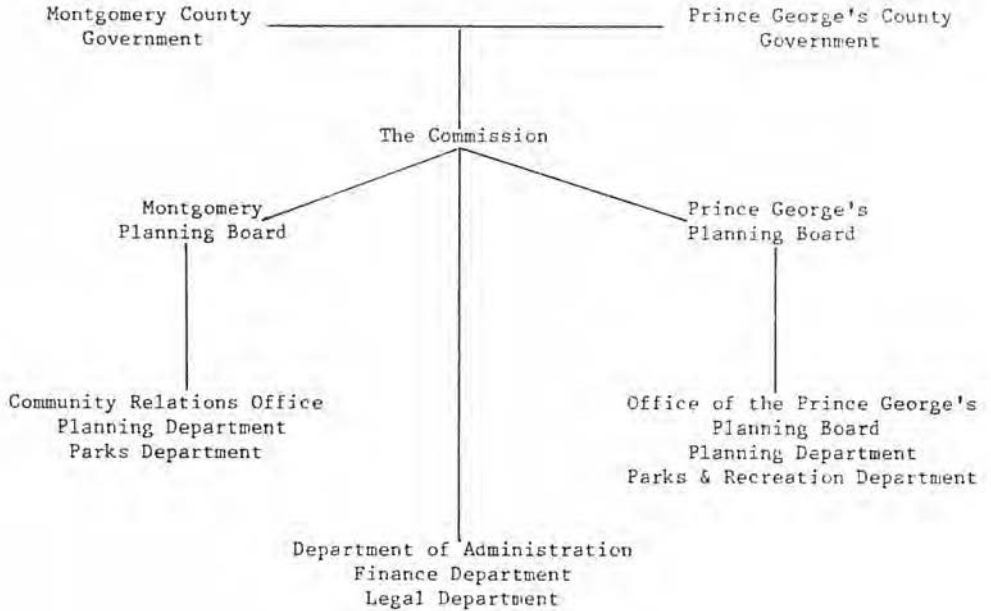 Montgomery County
Government
Prince George's County
Government
The Commission
Montgomery
Planning Board
Prince George's
Planning Board
Community Relations Office
Planning Department
Parks Department
Office of the Prince George's
Planning Board
Planning Department
Parks & Recreation Department
Department of Administration
Finance Department
Legal Department